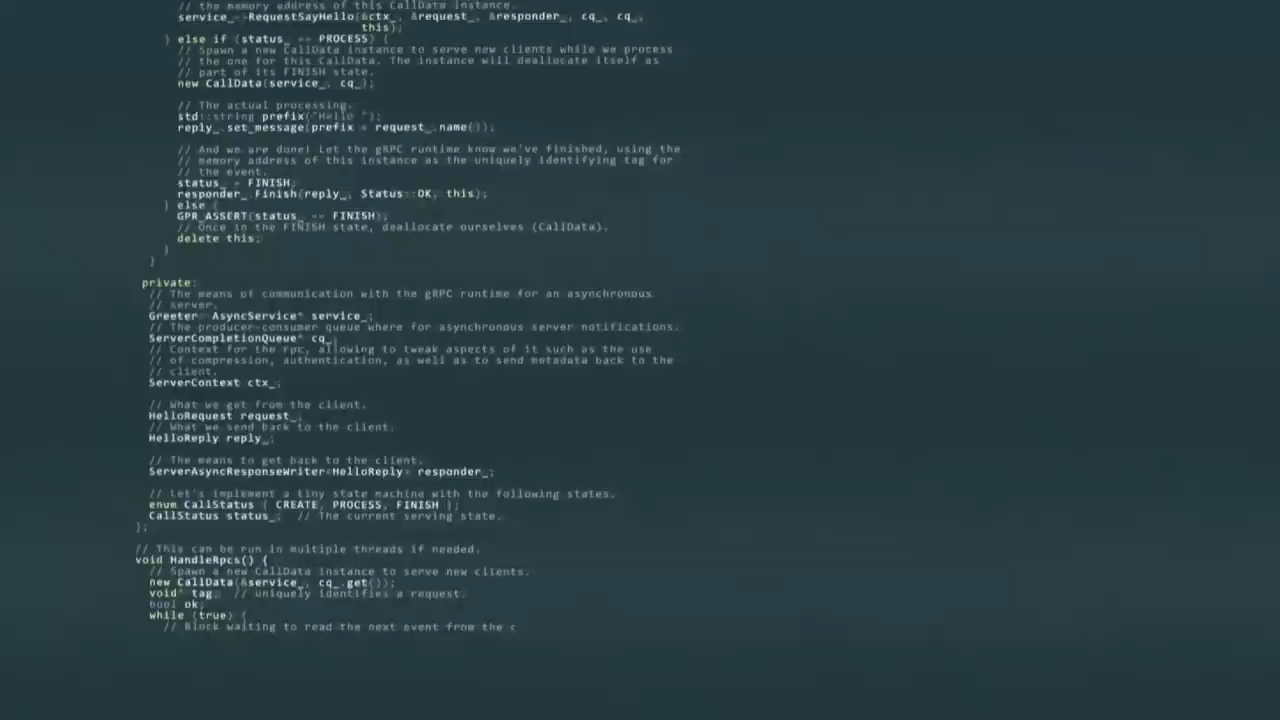 // the memory address of this CallData instance.
service_->RequestSayHello(&ctx_, &request_, &responder_, cq_, cq_,
this);
} else if (status_ == PROCESS) {
// Spawn a new CallData instance to serve new clients while we process
// the one for this CallData. The instance will deallocate itself as
// part of its FINISH state.
new CallData(service_, cq_);
// The actual processing.
std::string prefix("Hello ");
reply_.set_message(prefix + request_.name());
// And we are done! Let the gRPC runtime know we've finished, using the
// memory address of this instance as the uniquely identifying tag for
// the event.
status_ = FINISH;
responder_.Finish(reply_, Status::OK, this);
} else {
GPR_ASSERT(status_ == FINISH);
// Once in the FINISH state, deallocate ourselves (CallData).
delete this;
}
}
private:
// The means of communication with the gRPC runtime for an asynchronous
// server.
Greeter::AsyncService* service_;
// The producer-consumer queue where for asynchronous server notifications.
ServerCompletionQueue* cq_;
// Context for the rpc, allowing to tweak aspects of it such as the use
// of compression, authentication, as well as to send metadata back to the
// client.
ServerContext ctx_;
// What we get from the client.
HelloRequest request_;
// What we send back to the client.
HelloReply reply_;
// The means to get back to the client.
ServerAsyncResponseWriter<HelloReply> responder_;
// Let's implement a tiny state machine with the following states.
enum CallStatus { CREATE, PROCESS, FINISH };
CallStatus status_;  // The current serving state.
};
// This can be run in multiple threads if needed.
void HandleRpcs() {
// Spawn a new CallData instance to serve new clients.
new CallData(&service_, cq_.get());
void* tag;  // uniquely identifies a request.
bool ok;
while (true) {
// Block waiting to read the next event from the c